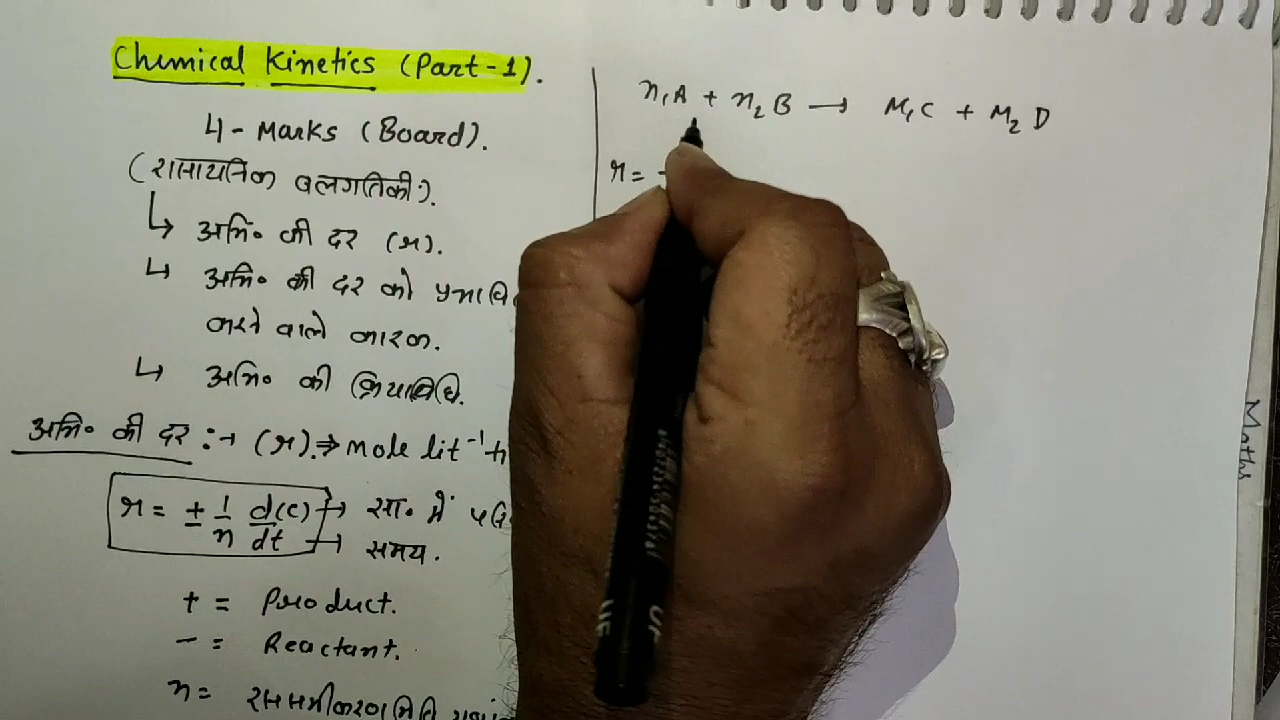 Chemical Kinetics (Part-1).
4-Marks (Board).
(रासायनिक बलगतिकी).
↳ अभि० की दर (r).
↳ अभि० की दर को
करने वाले कारक.
↳ अभि० की क्रियाविधि.
अभि० की दर :→ (r).⇒ mole lit⁻¹
r = ± 1/n d(c)/dt → सा० में
→ समय.
+ = Product.
- = Reactant.
n =
n₁A + n₂B → M₁C + M₂D
r = -
Maths